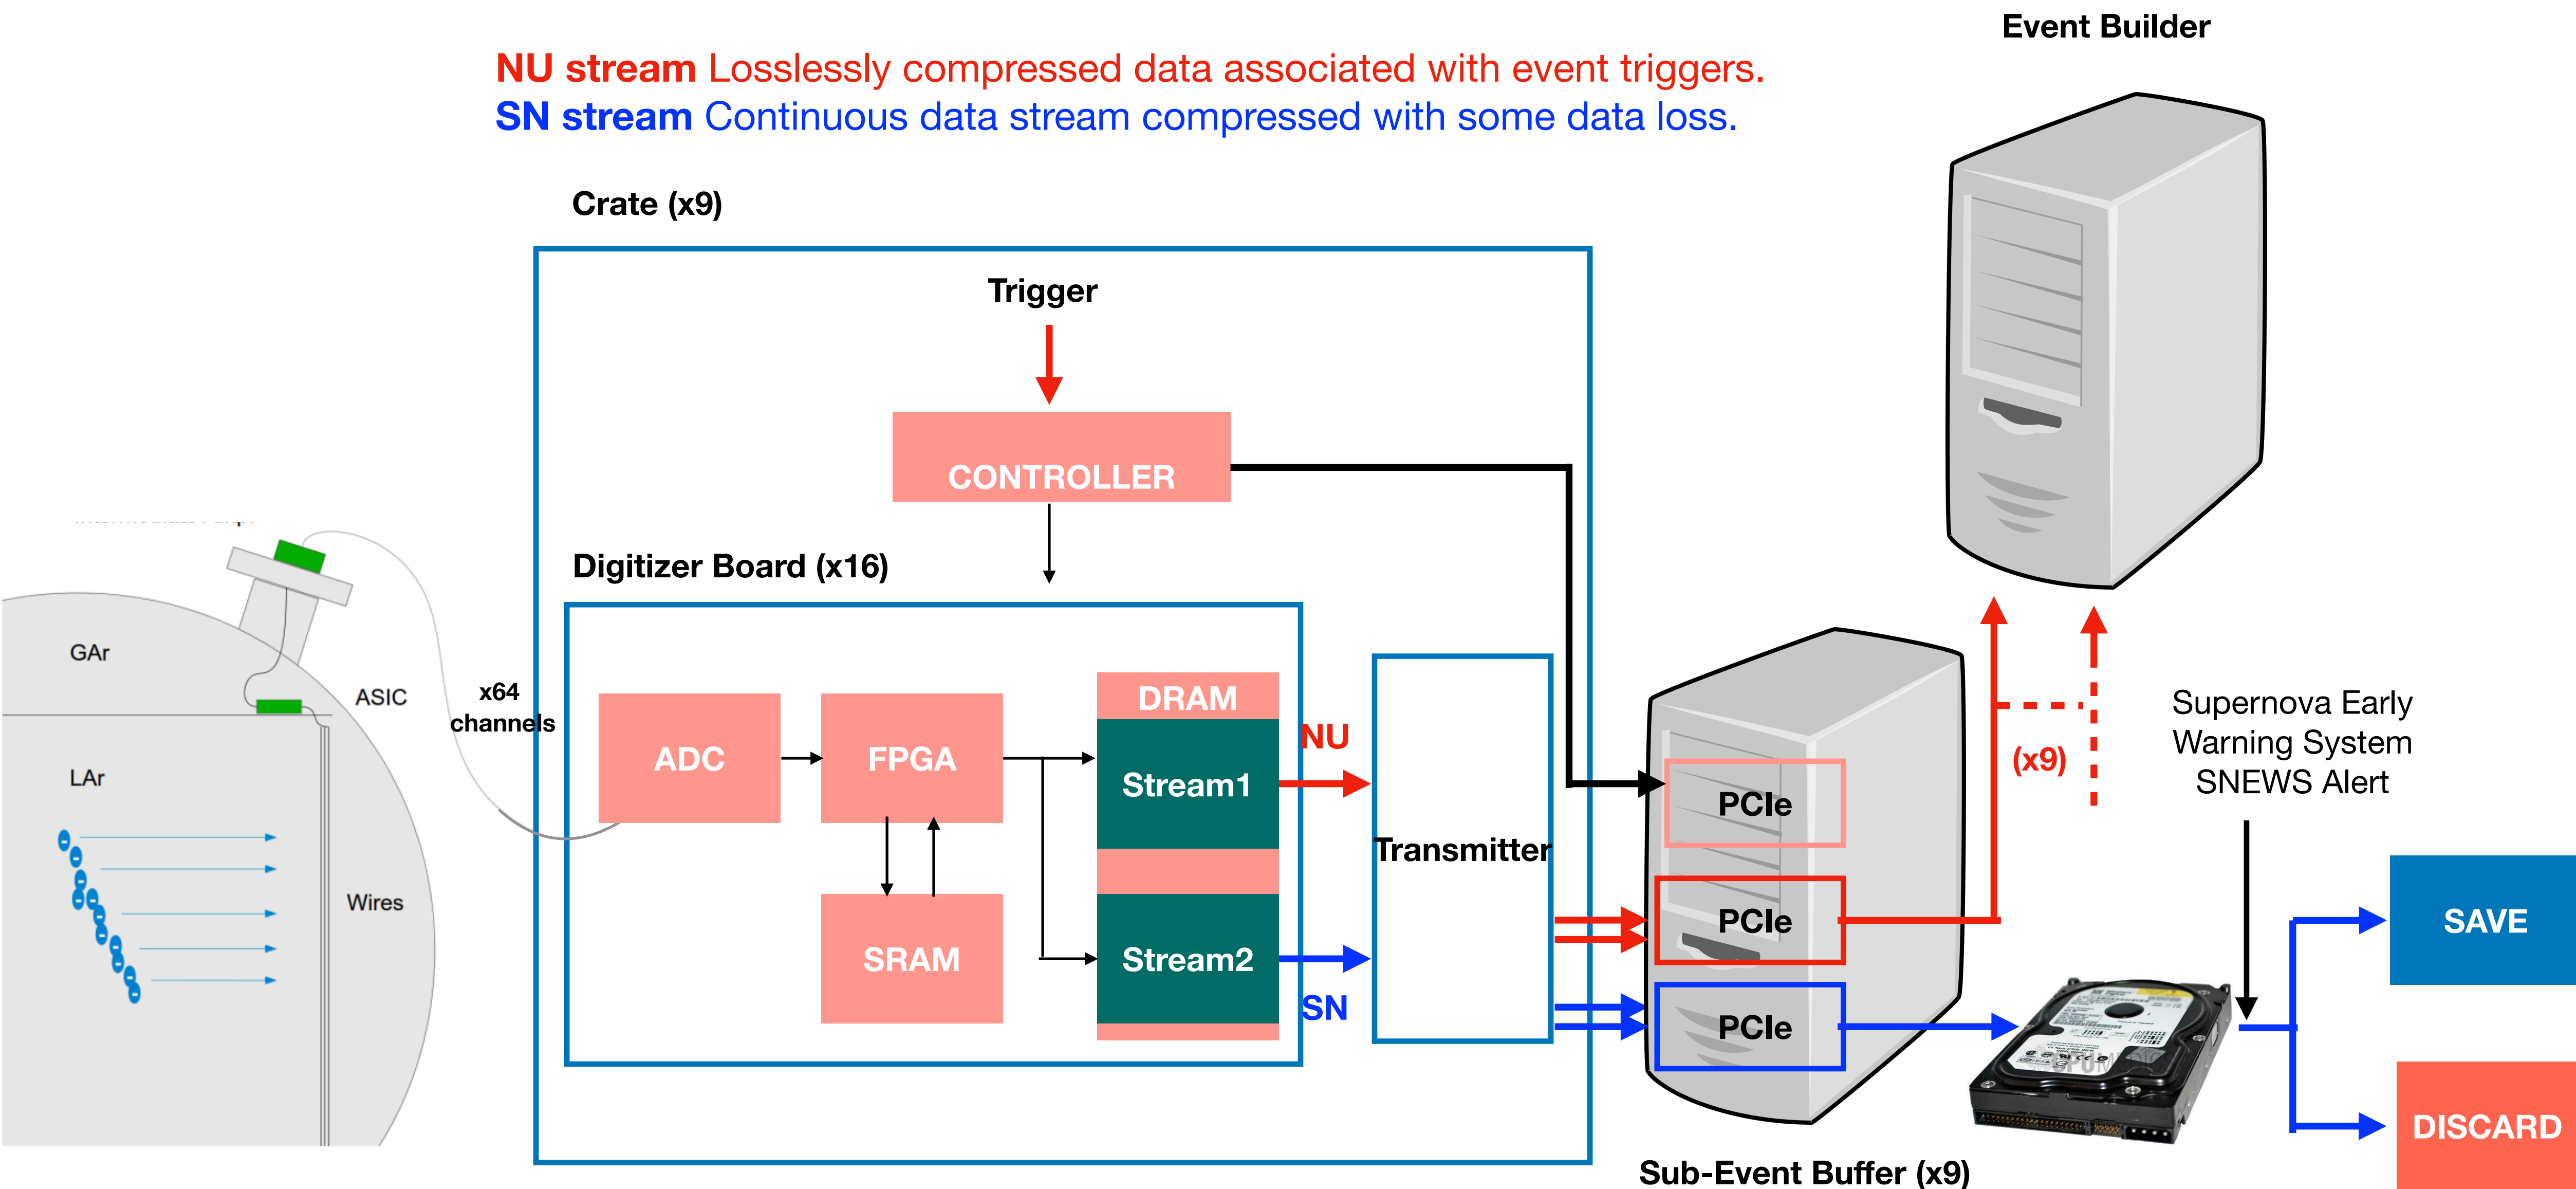 Event Builder
NU stream Losslessly compressed data associated with event triggers.
SN stream Continuous data stream compressed with some data loss.
Crate (x9)
Trigger
CONTROLLER
Digitizer Board (x16)
GAr
ASIC
x64
channels
LAr
Wires
ADC
FPGA
SRAM
DRAM
Stream1
Stream2
NU
SN
Transmitter
PCIe
PCIe
PCIe
(x9)
Supernova Early
Warning System
SNEWS Alert
SAVE
DISCARD
Sub-Event Buffer (x9)